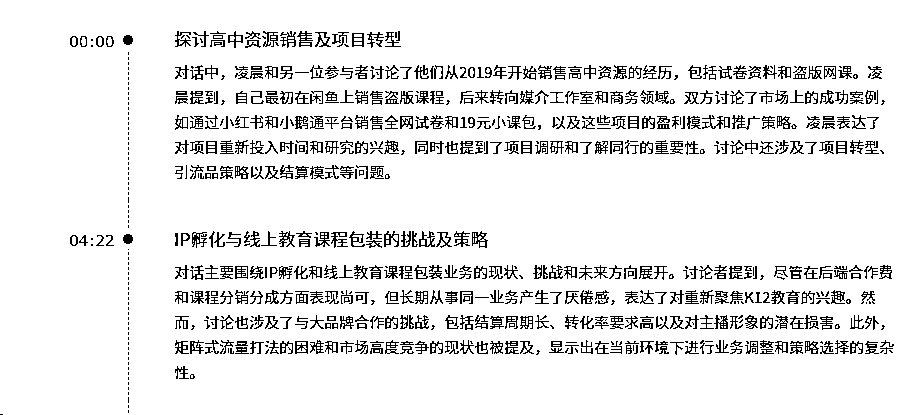 00:00 探讨高中资源销售及项目转型
对话中，凌晨和另一位参与者讨论了他们从2019年开始销售高中资源的经历，包括试卷资料和盗版网课。凌
晨提到，自己最初在闲鱼上销售盗版课程，后来转向媒介工作室和商务领域。双方讨论了市场上的成功案例，
如通过小红书和小鹅通平台销售全网试卷和19元小课包，以及这些项目的盈利模式和推广策略。凌晨表达了
对项目重新投入时间和研究的兴趣，同时也提到了项目调研和了解同行的重要性。讨论中还涉及了项目转型、
引流品策略以及结算模式等问题。
04:22 IP孵化与线上教育课程包装的挑战及策略
对话主要围绕IP孵化和线上教育课程包装业务的现状、挑战和未来方向展开。讨论者提到，尽管在后端合作费
和课程分销分成方面表现尚可，但长期从事同一业务产生了厌倦感，表达了对重新聚焦K12教育的兴趣。然
而，讨论也涉及了与大品牌合作的挑战，包括结算周期长、转化率要求高以及对主播形象的潜在损害。此外，
矩阵式流量打法的困难和市场高度竞争的现状也被提及，显示出在当前环境下进行业务调整和策略选择的复杂
性。